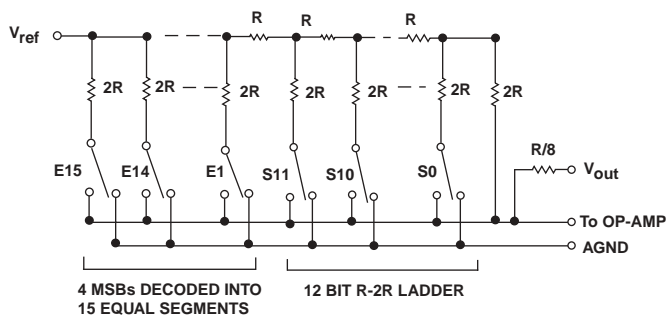 R R R
Vref
2R 2R 2R 2R 2R 2R 2R
R/8
E15 E14 E1 S11 S10 S0 Vout
To OP-AMP
AGND
4 MSBs DECODED INTO
15 EQUAL SEGMENTS
12 BIT R-2R LADDER